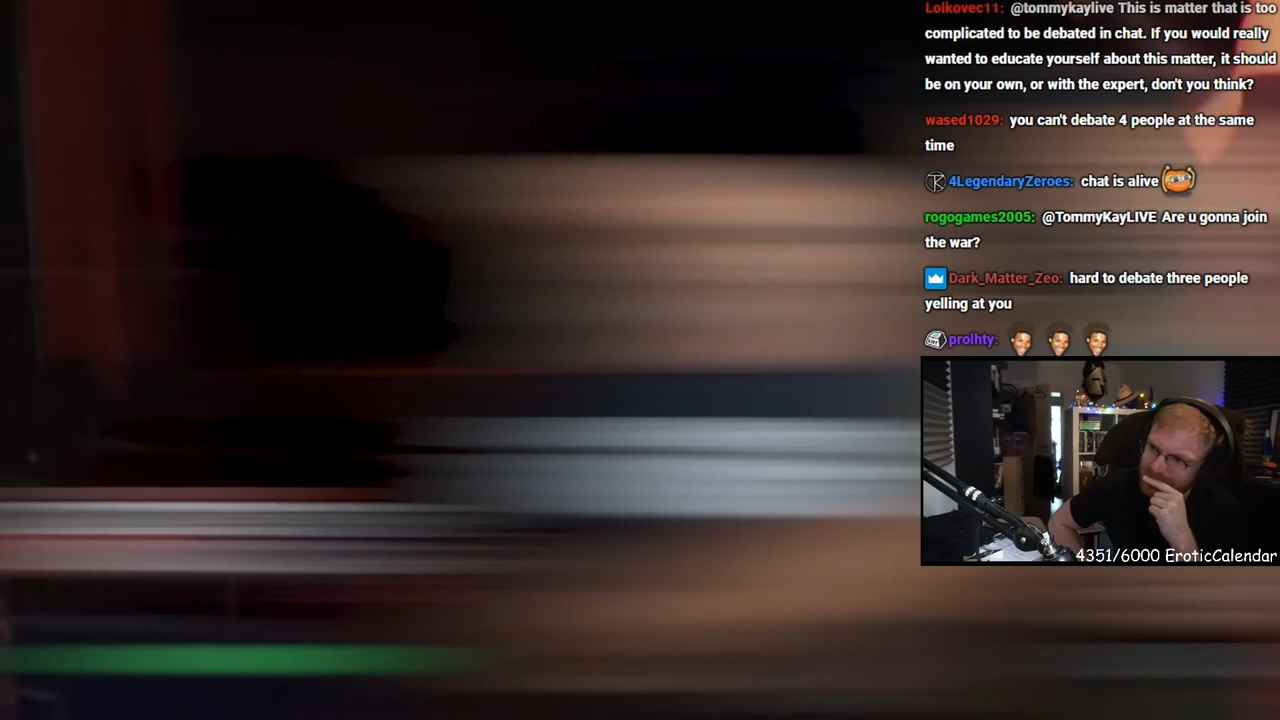 Lolkovec11: @tommykaylive This is matter that is too
complicated to be debated in chat. If you would really
wanted to educate yourself about this matter, it should
be on your own, or with the expert, don't you think?
wased1029: you can't debate 4 people at the same
time
4LegendaryZeroes: chat is alive
rogogames2005: @TommyKayLIVE Are u gonna join
the war?
Dark_Matter_Zeo: hard to debate three people
yelling at you
prolhty:
4351/6000 EroticCalendar